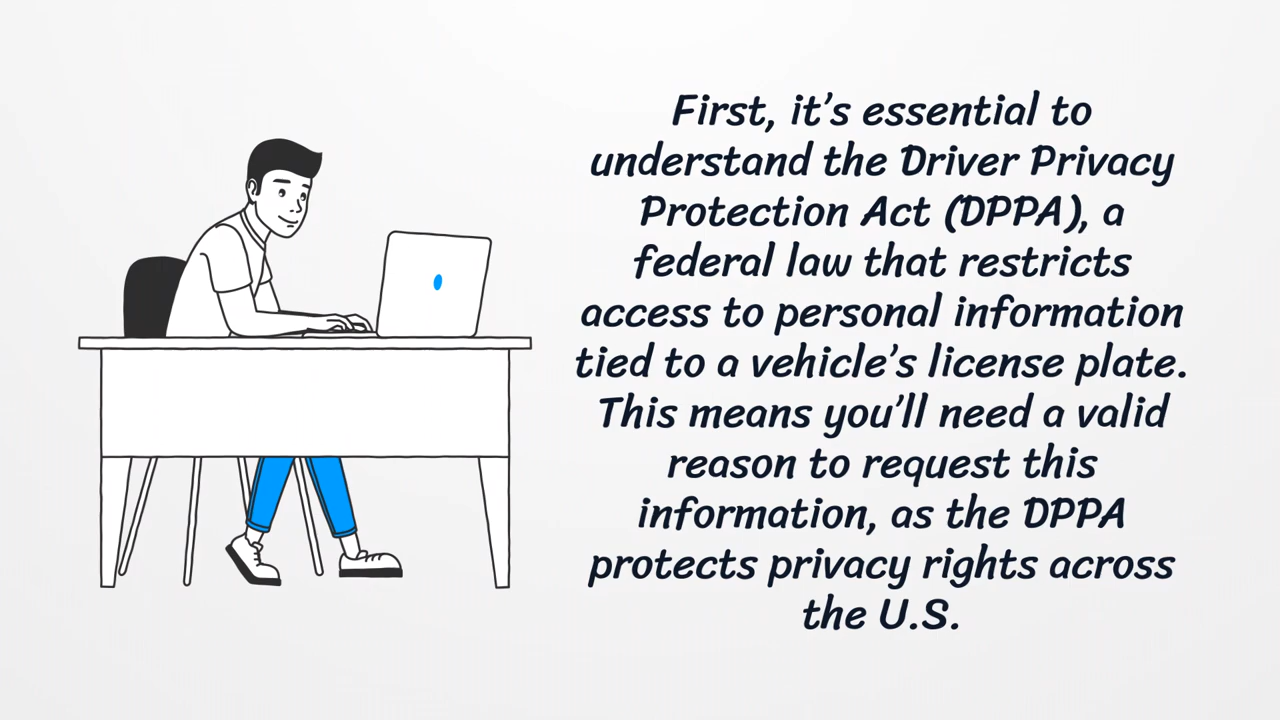 First, it’s essential to
understand the Driver Privacy
Protection Act (DPPA), a
federal law that restricts
access to personal information
tied to a vehicle’s license plate.
This means you’ll need a valid
reason to request this
information, as the DPPA
protects privacy rights across
the U.S.